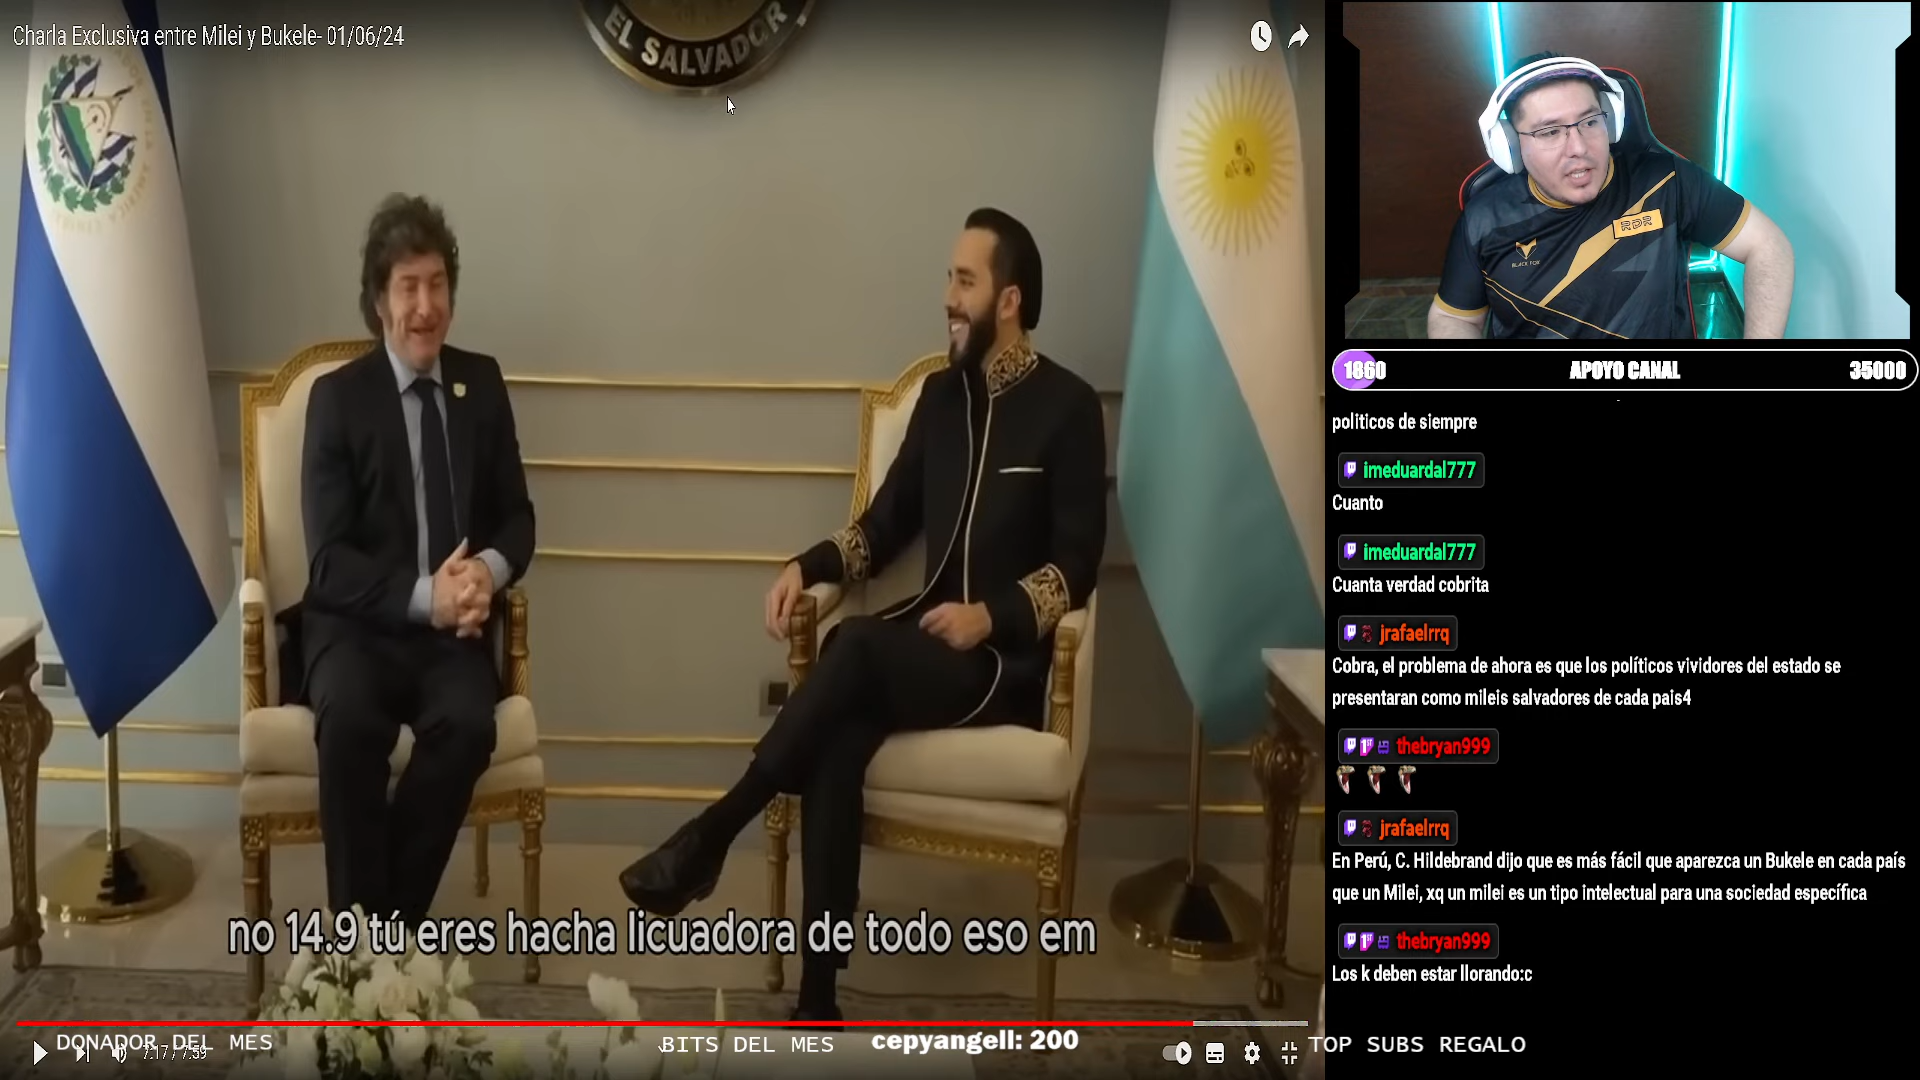 Charla Exclusiva entre Milei y Bukele- 01/06/24
EL SALVADOR
no 14.9 tú eres hacha licuadora de todo eso em
DONADOR DEL MES
7:17 / 7:59
BITS DEL MES
cepyangell: 200
TOP SUBS REGALO
RDR
BLACK FOX
1860
APOYO CANAL
35000
politicos de siempre
imeduardal777
Cuanto
imeduardal777
Cuanta verdad cobrita
jrafaelrrq
Cobra, el problema de ahora es que los políticos vividores del estado se
presentaran como mileis salvadores de cada pais4
thebryan999
jrafaelrrq
En Perú, C. Hildebrand dijo que es más fácil que aparezca un Bukele en cada país
que un Milei, xq un milei es un tipo intelectual para una sociedad específica
thebryan999
Los k deben estar llorando:c